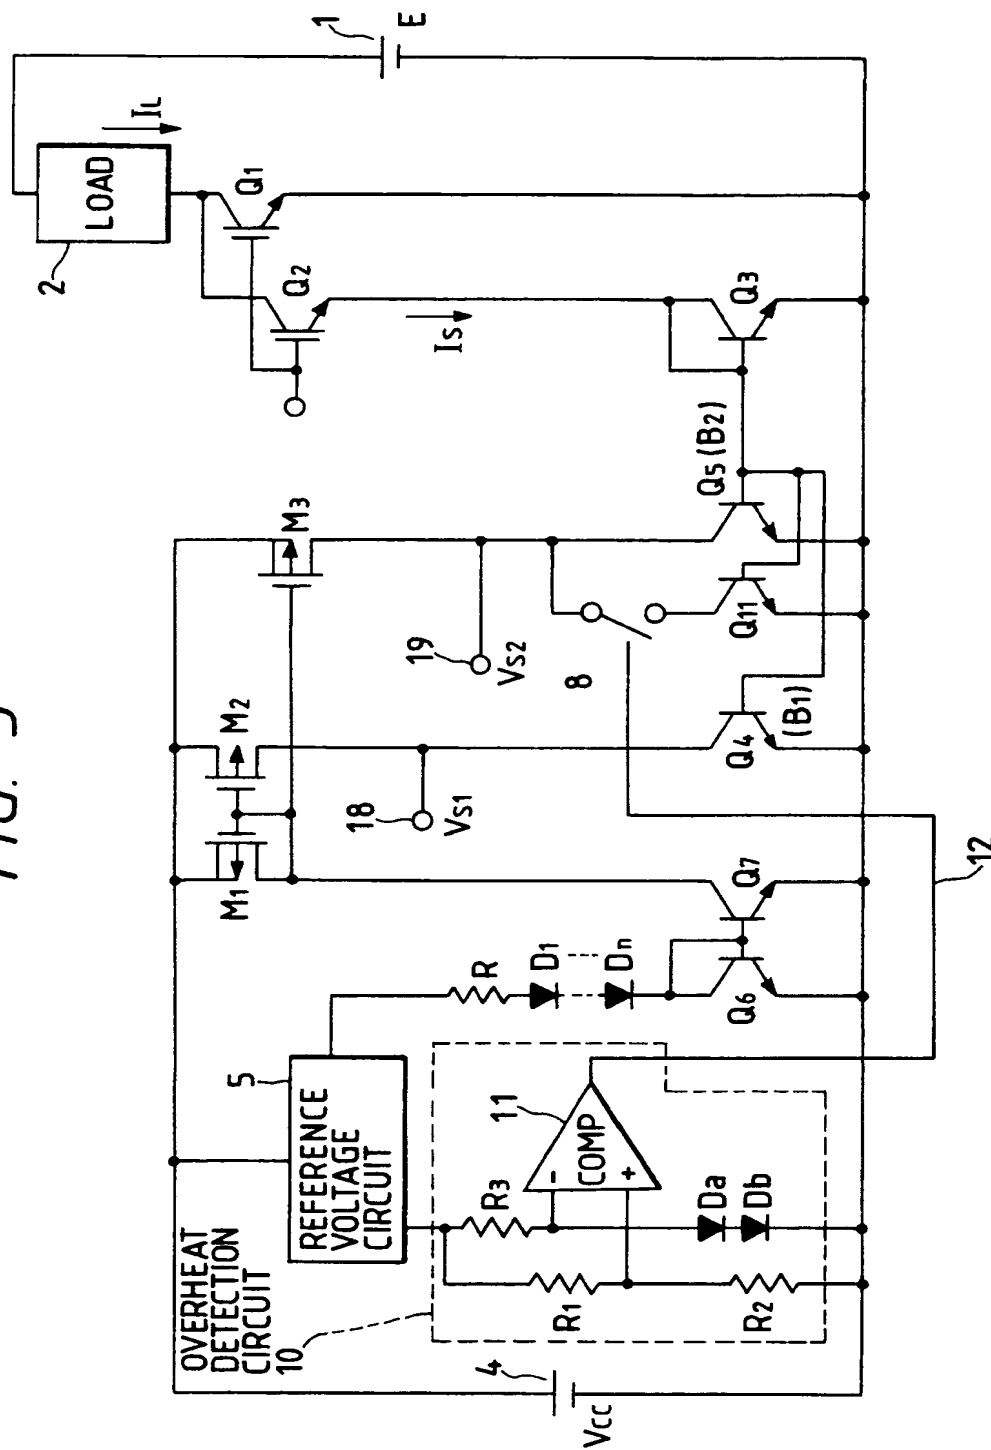 FIG. 5
1
E
LOAD
2
IL
Q1
Q2
IS
Q3
Q5 (B2)
M3
19
VS2
8
Q11
M2
18
VS1
Q4
(B1)
M1
Q7
12
R
D1
Dn
Q6
5
REFERENCE
VOLTAGE
CIRCUIT
11
COMP
-
+
R3
Da
Db
R1
R2
OVERHEAT
DETECTION
CIRCUIT
10
4
VCC